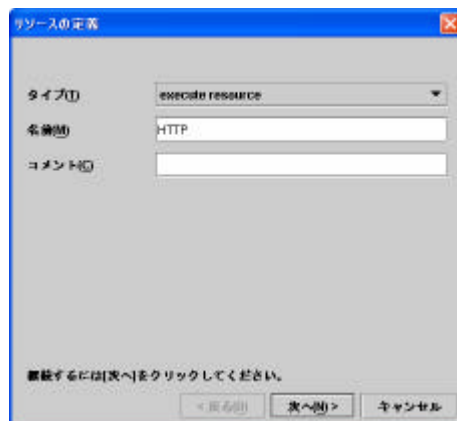 リソースの定義
タイプ(T)
execute resource
名前(M)
HTTP
コメント(C)
継続するには[次へ]をクリックしてください。
< 戻る(B) 次へ(N) > キャンセル